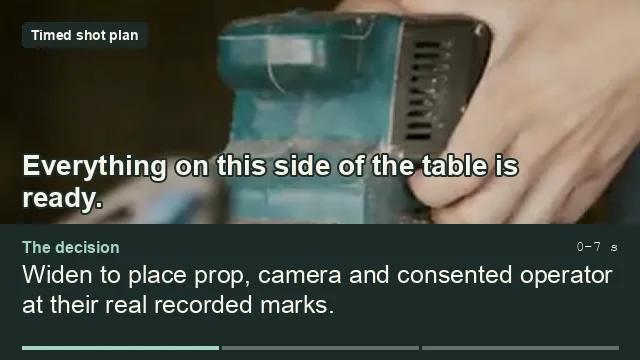 Timed shot plan
Everything on this side of the table is
ready.
The decision
0–7 s
Widen to place prop, camera and consented operator
at their real recorded marks.